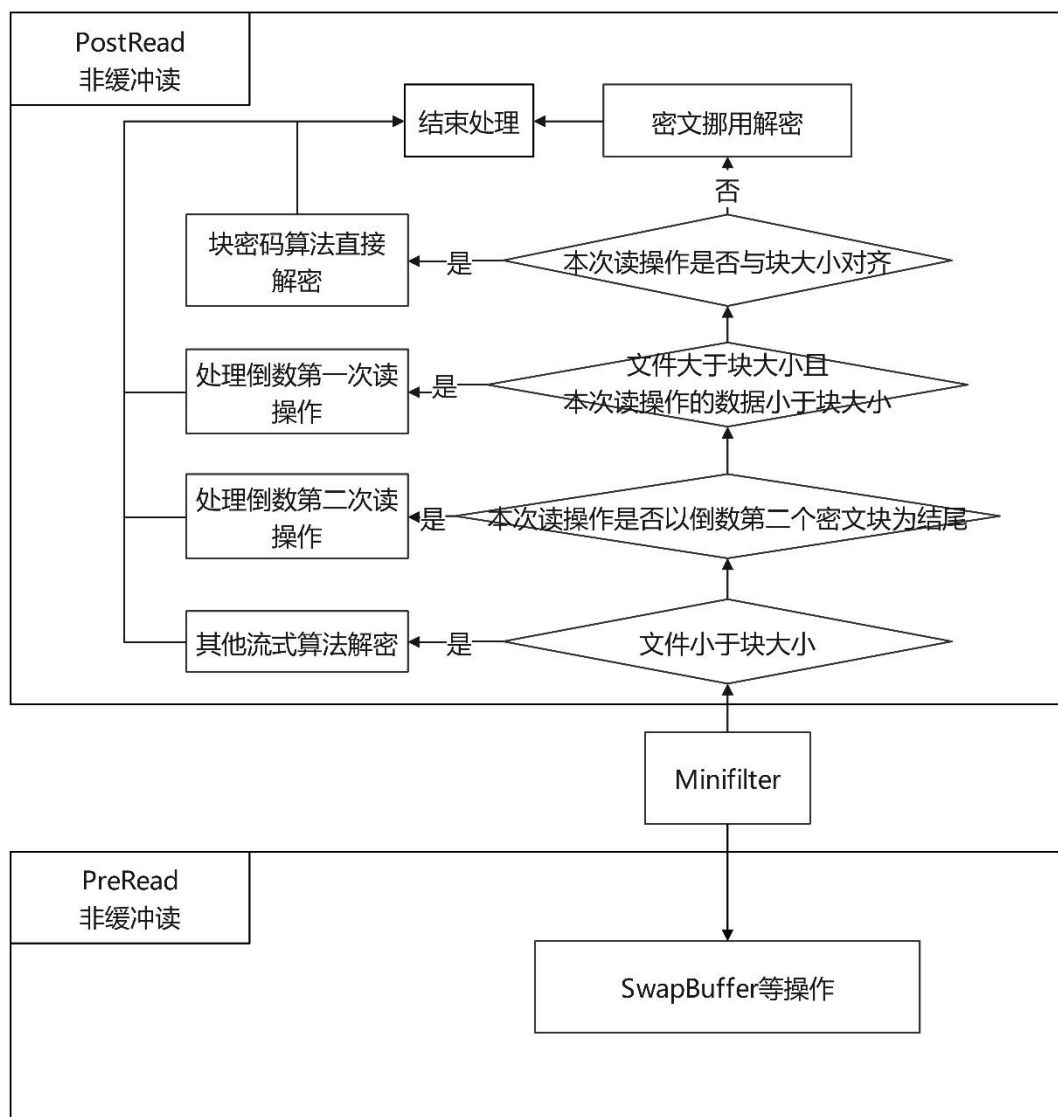 PostRead
非缓冲读
结束处理
密文挪用解密
否
块密码算法直接
解密
是
本次读操作是否与块大小对齐
处理倒数第一次读
操作
是
文件大于块大小且
本次读操作的数据小于块大小
处理倒数第二次读
操作
是
本次读操作是否以倒数第二个密文块为结尾
其他流式算法解密
是
文件小于块大小
Minifilter
PreRead
非缓冲读
SwapBuffer等操作